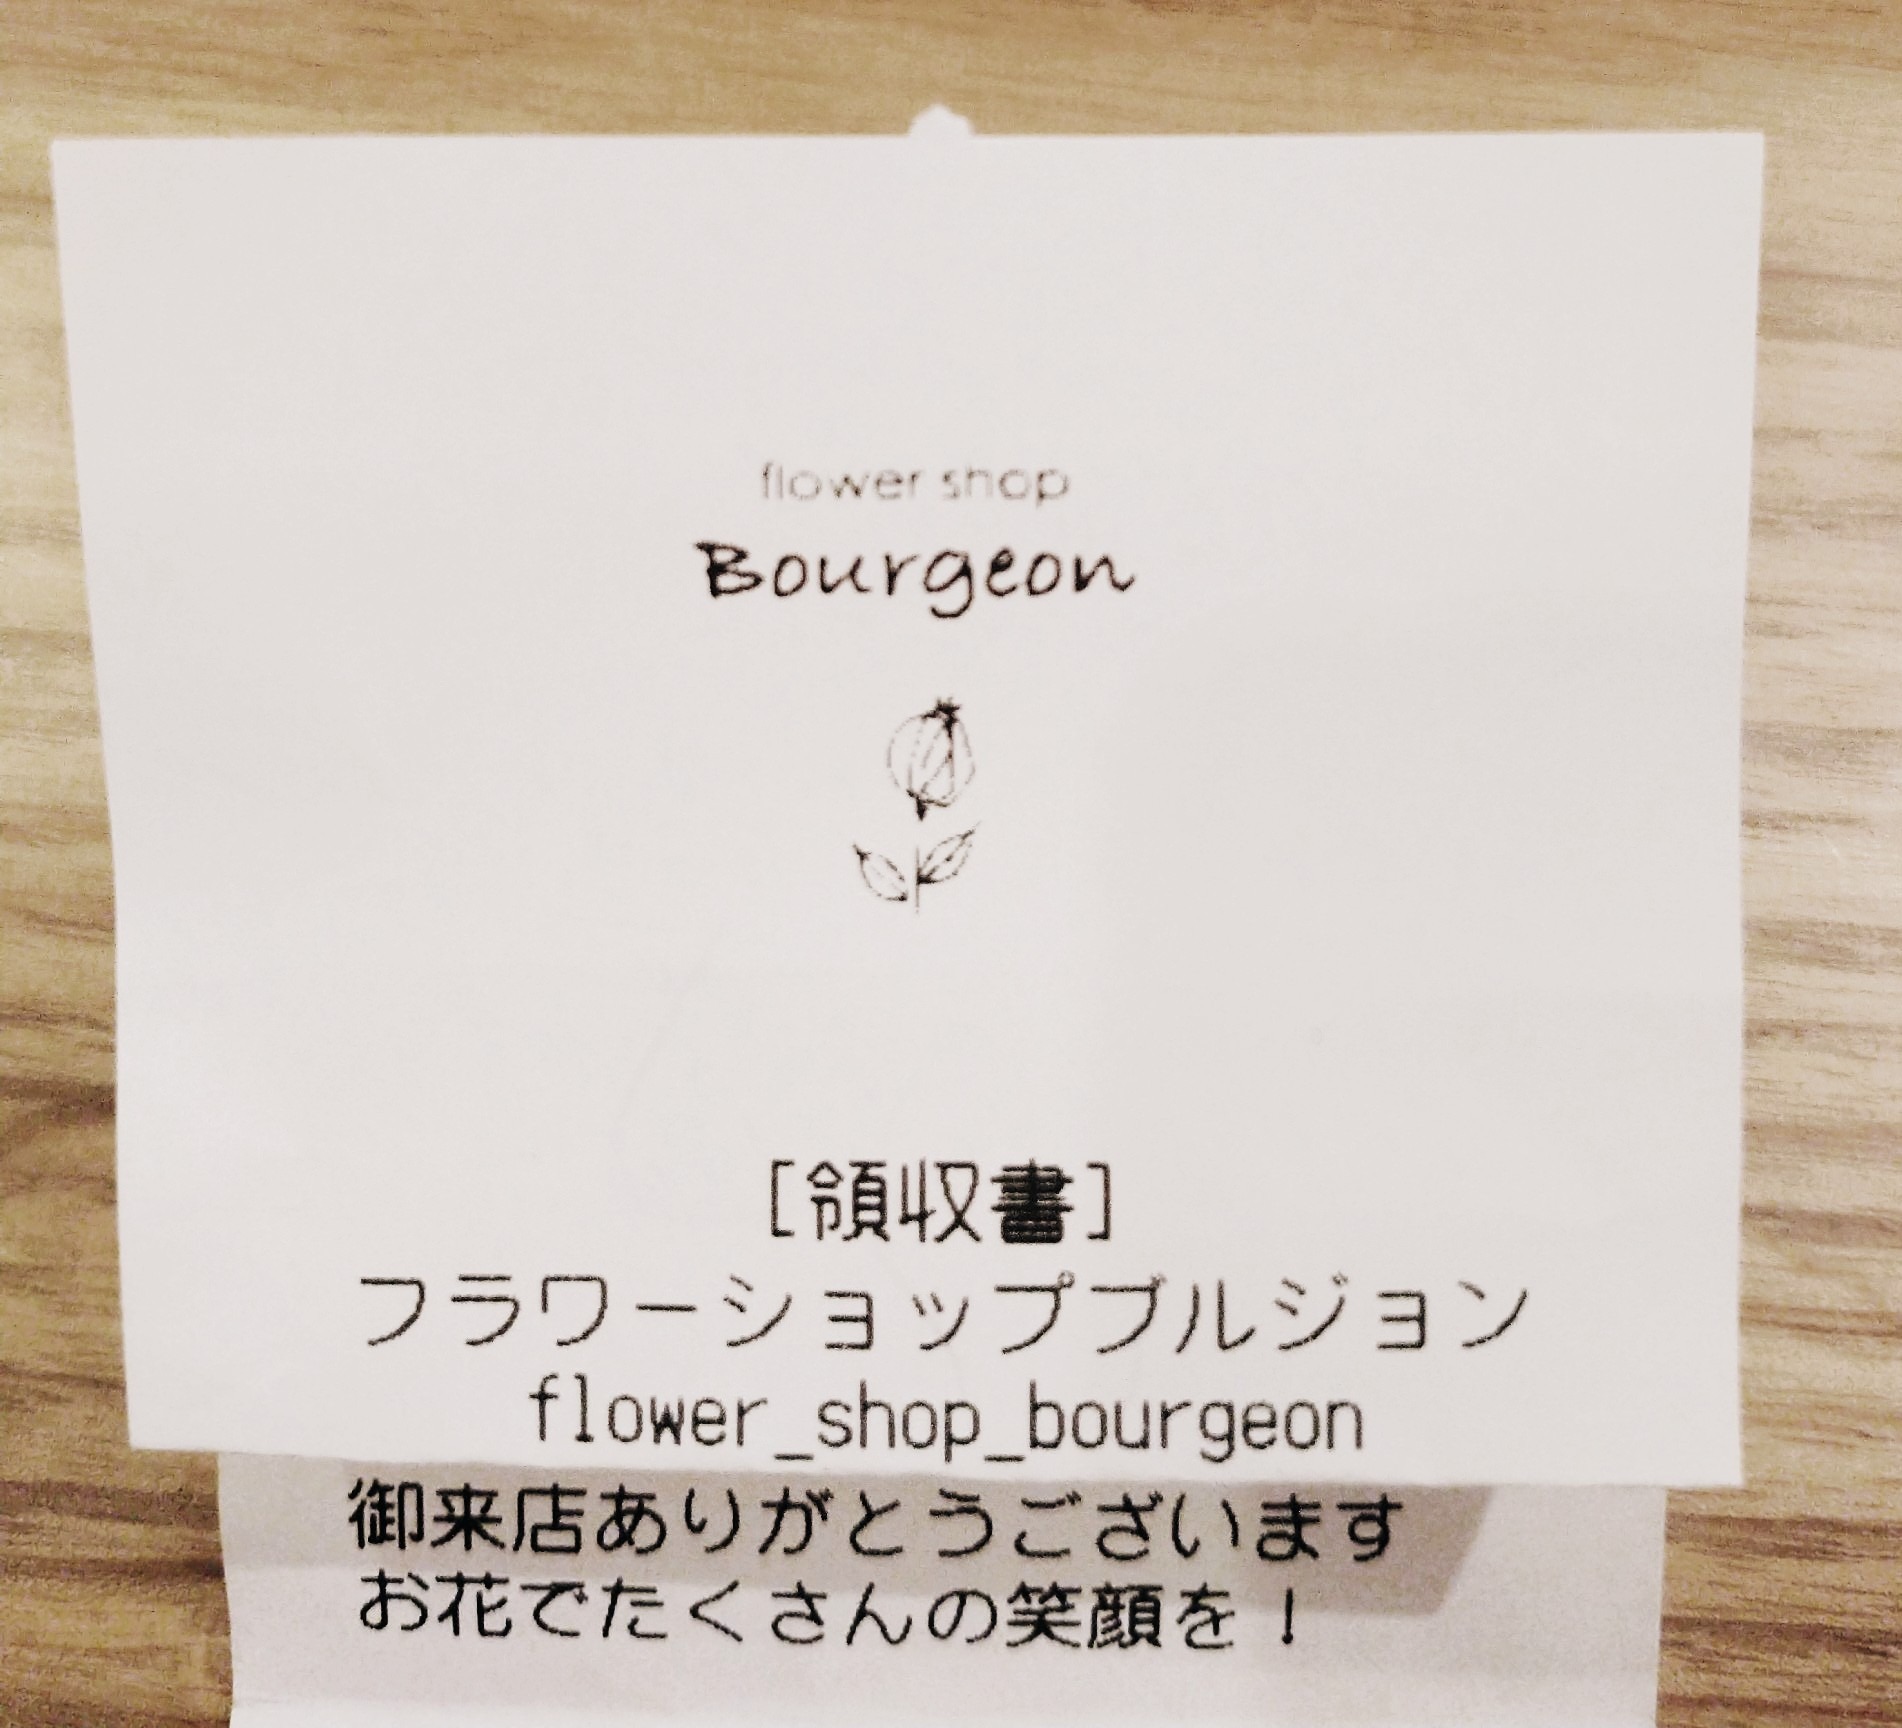 flower shop
Bourgeon
[領収書]
フラワーショップブルジョン
flower_shop_bourgeon
御来店ありがとうございます
お花でたくさんの笑顔を!